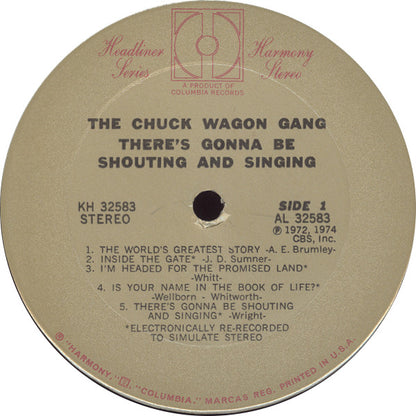 Headliner Harmony
Series Stereo
A PRODUCT OF
COLUMBIA RECORDS
THE CHUCK WAGON GANG
THERE'S GONNA BE
SHOUTING AND SINGING
KH 32583 SIDE 1
STEREO AL 32583
Ⓟ 1972, 1974
CBS, Inc.
1. THE WORLD'S GREATEST STORY -A. E. Brumley-
2. INSIDE THE GATE* -J. D. Sumner-
3. I'M HEADED FOR THE PROMISED LAND*
-Whitt-
4. IS YOUR NAME IN THE BOOK OF LIFE?*
-Wellborn - Whitworth-
5. THERE'S GONNA BE SHOUTING
AND SINGING* -Wright-
*ELECTRONICALLY RE-RECORDED
TO SIMULATE STEREO
® "HARMONY," "COLUMBIA," MARCAS REG. PRINTED IN U.S.A.